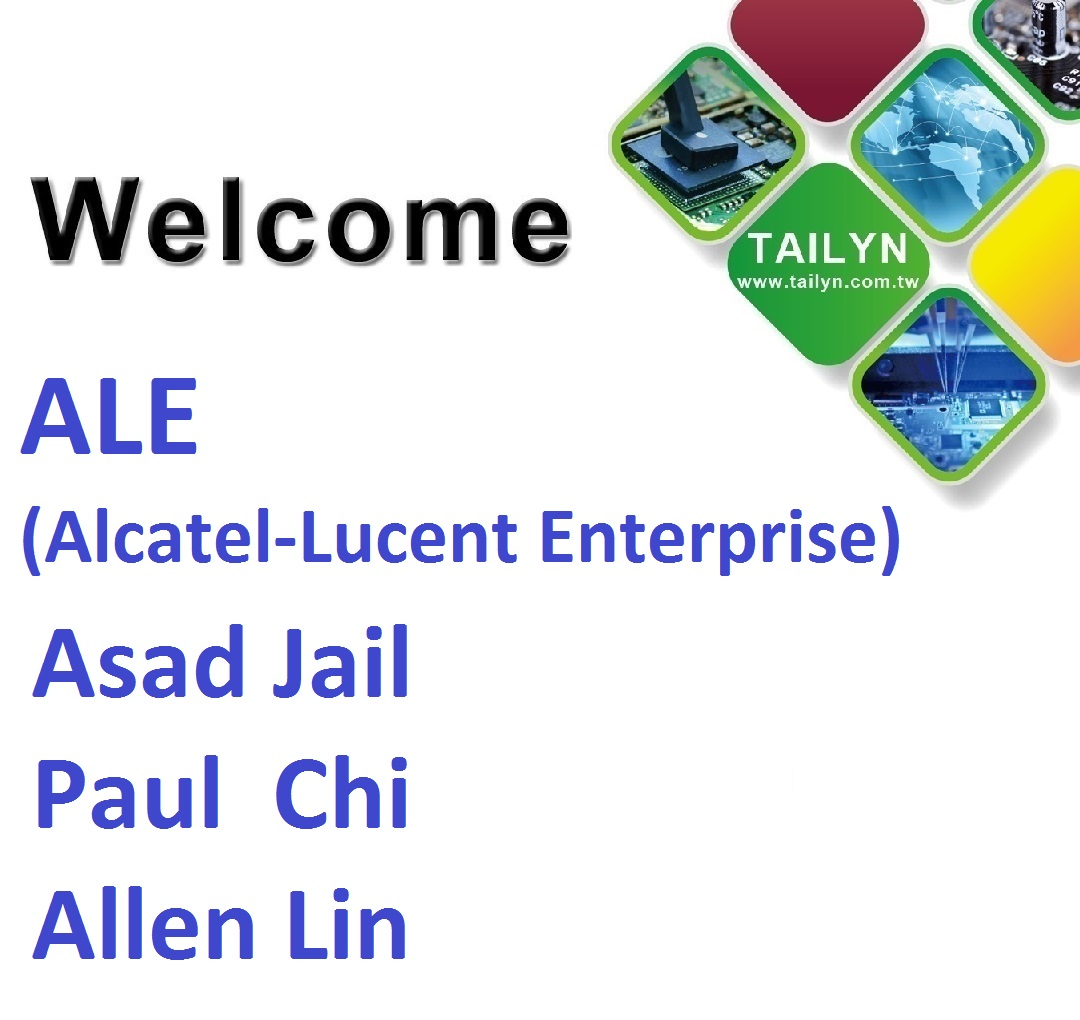 TAILYN
www.tailyn.com.tw
Welcome
ALE
(Alcatel-Lucent Enterprise)
Asad Jail
Paul Chi
Allen Lin